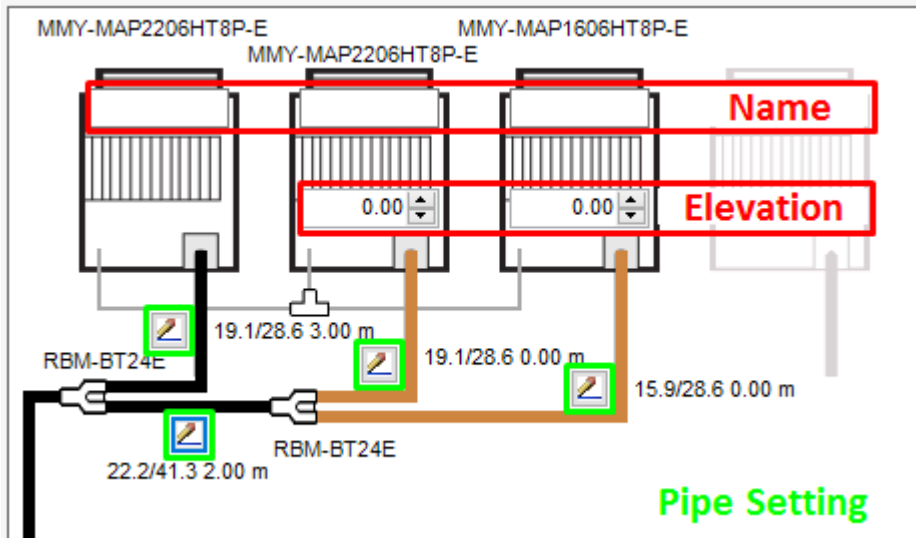 MMY-MAP2206HT8P-E
MMY-MAP1606HT8P-E
MMY-MAP2206HT8P-E
Name
0.00
0.00
Elevation
19.1/28.6 3.00 m
RBM-BT24E
19.1/28.6 0.00 m
15.9/28.6 0.00 m
RBM-BT24E
22.2/41.3 2.00 m
Pipe Setting